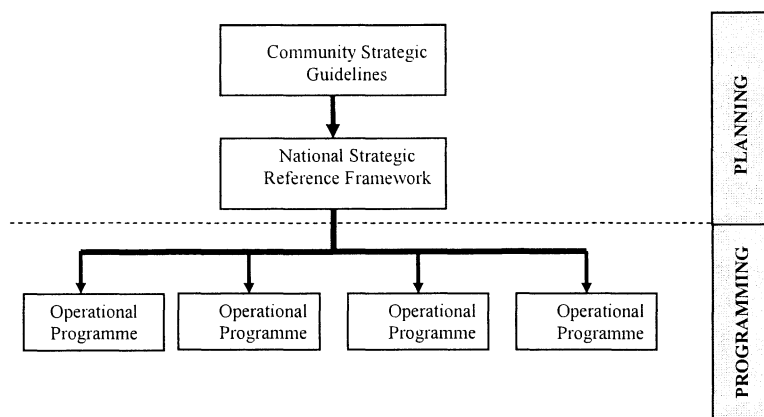 Community Strategic
Guidelines
National Strategic
Reference Framework
PLANNING
Operational
Programme
Operational
Programme
Operational
Programme
Operational
Programme
PROGRAMMING